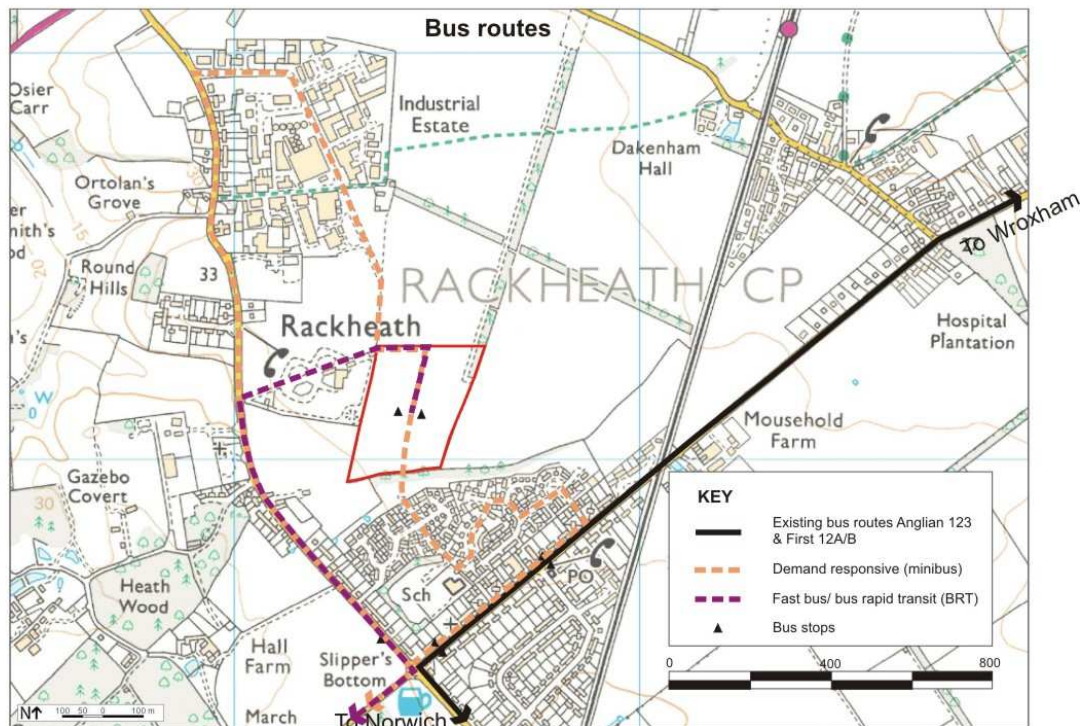 Bus routes
Osier
Carr
Industrial
Estate
Dakenham
Hall
Ortolan's
Grove
To Wroxham
Round
Hills
33
RACKHEATH CP
Rackheath
Hospital
Plantation
W
Mousehold
Farm
Gazebo
Covert
30
KEY
Existing bus routes Anglian 123
& First 12A/B
Demand responsive (minibus)
Fast bus/ bus rapid transit (BRT)
Bus stops
PO
Sch
Heath
Wood
Hall
Farm
Slipper's
Bottom
0 400 800
March
To Norwich
N 100 50 0 100 m